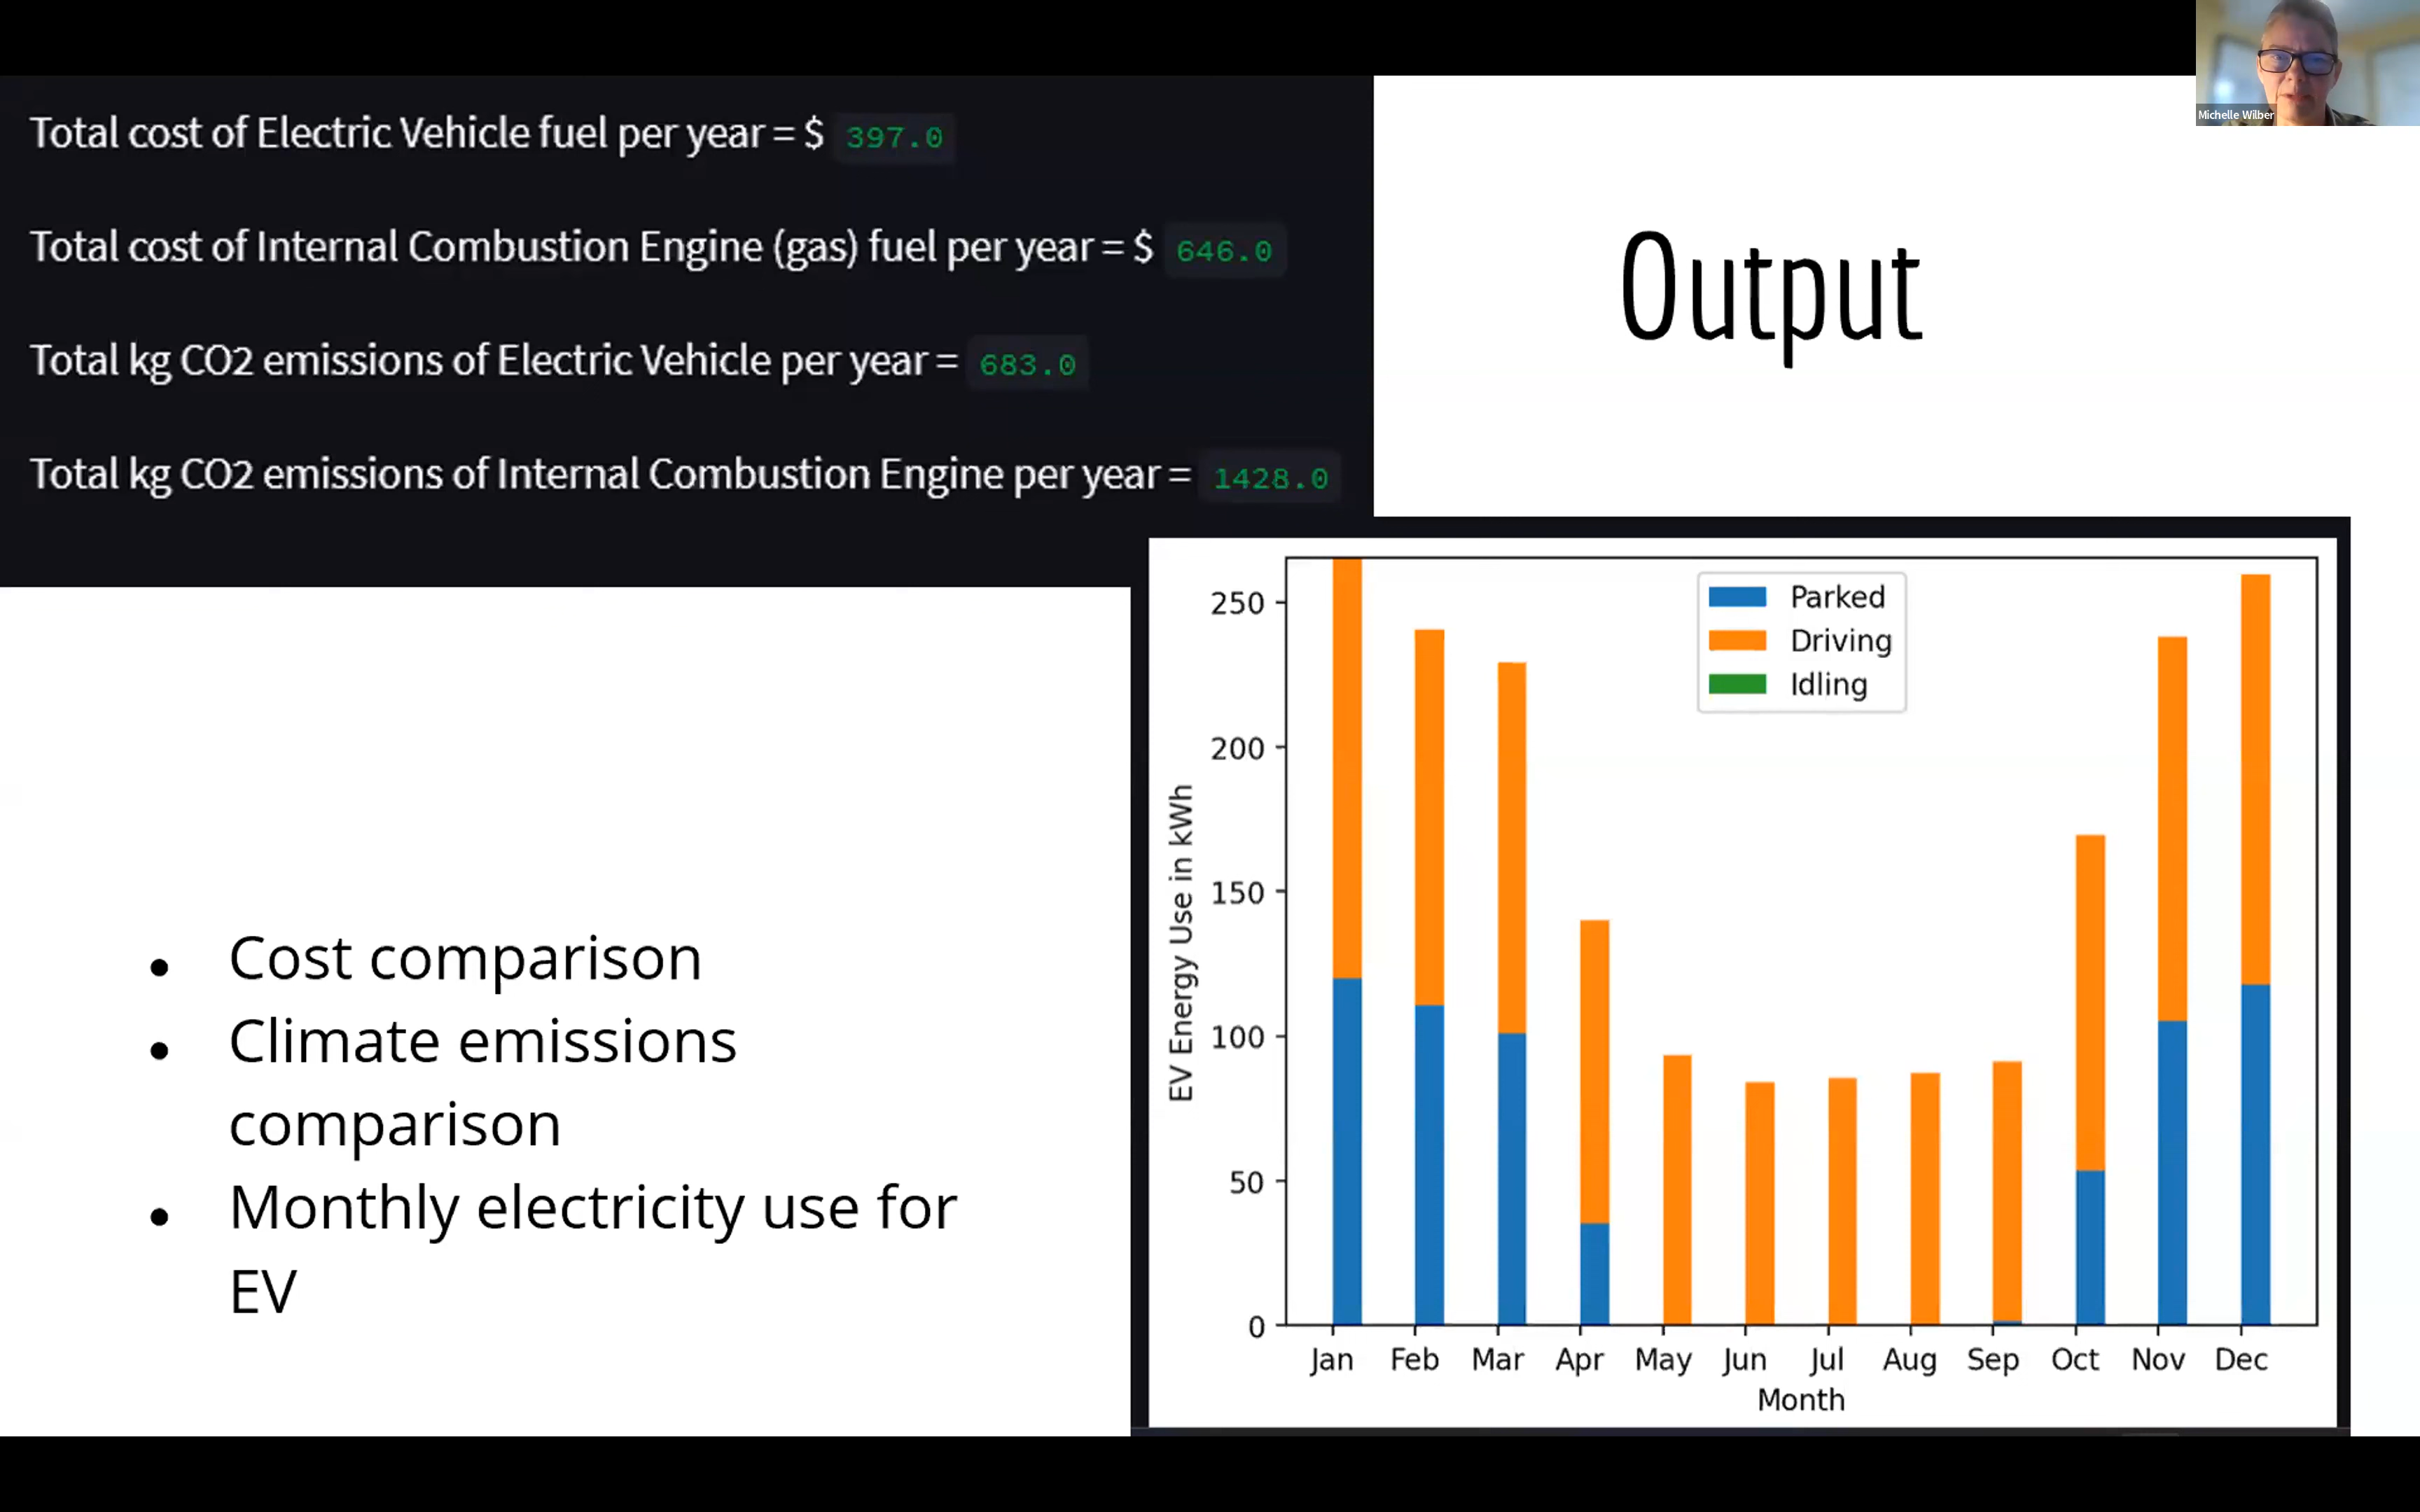 Michelle Wilber
Total cost of Electric Vehicle fuel per year = $ 397.0
Total cost of Internal Combustion Engine (gas) fuel per year = $ 646.0
Total kg CO2 emissions of Electric Vehicle per year = 683.0
Total kg CO2 emissions of Internal Combustion Engine per year = 1428.0
Output
• Cost comparison
• Climate emissions
comparison
• Monthly electricity use for
EV
EV Energy Use in kWh
250
200
150
100
50
0
Parked
Driving
Idling
Jan Feb Mar Apr May Jun Jul Aug Sep Oct Nov Dec
Month